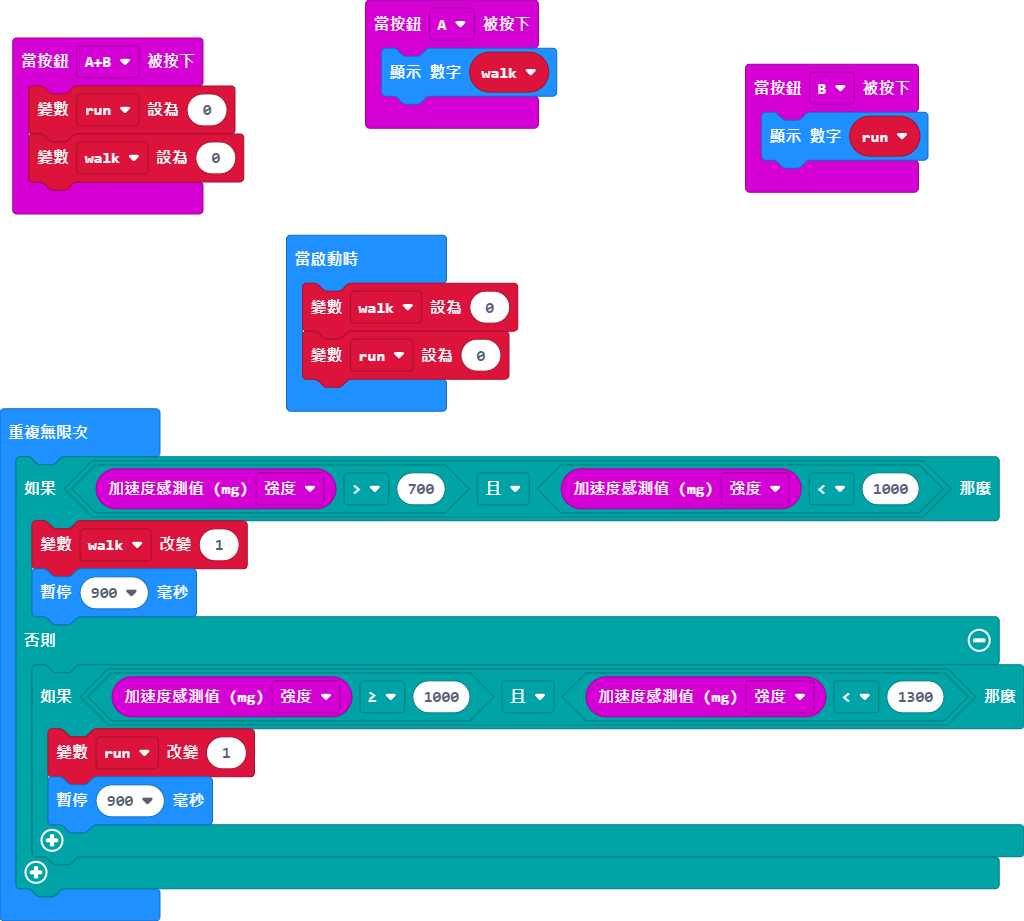 當按鈕 A+B 被按下
變數 run 設為 0
變數 walk 設為 0
當按鈕 A 被按下
顯示 數字 walk
當按鈕 B 被按下
顯示 數字 run
當啟動時
變數 walk 設為 0
變數 run 設為 0
重複無限次
如果 加速度感測值 (mg) 強度 > 700 且 加速度感測值 (mg) 強度 < 1000 那麼
變數 walk 改變 1
暫停 900 毫秒
否則
如果 加速度感測值 (mg) 強度 ≥ 1000 且 加速度感測值 (mg) 強度 < 1300 那麼
變數 run 改變 1
暫停 900 毫秒